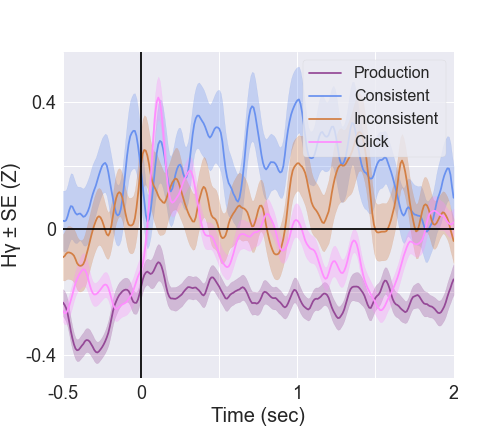 Production
Consistent
Inconsistent
Click
Hγ ± SE (Z)
0.4
0
-0.4
-0.5
0
1
2
Time (sec)